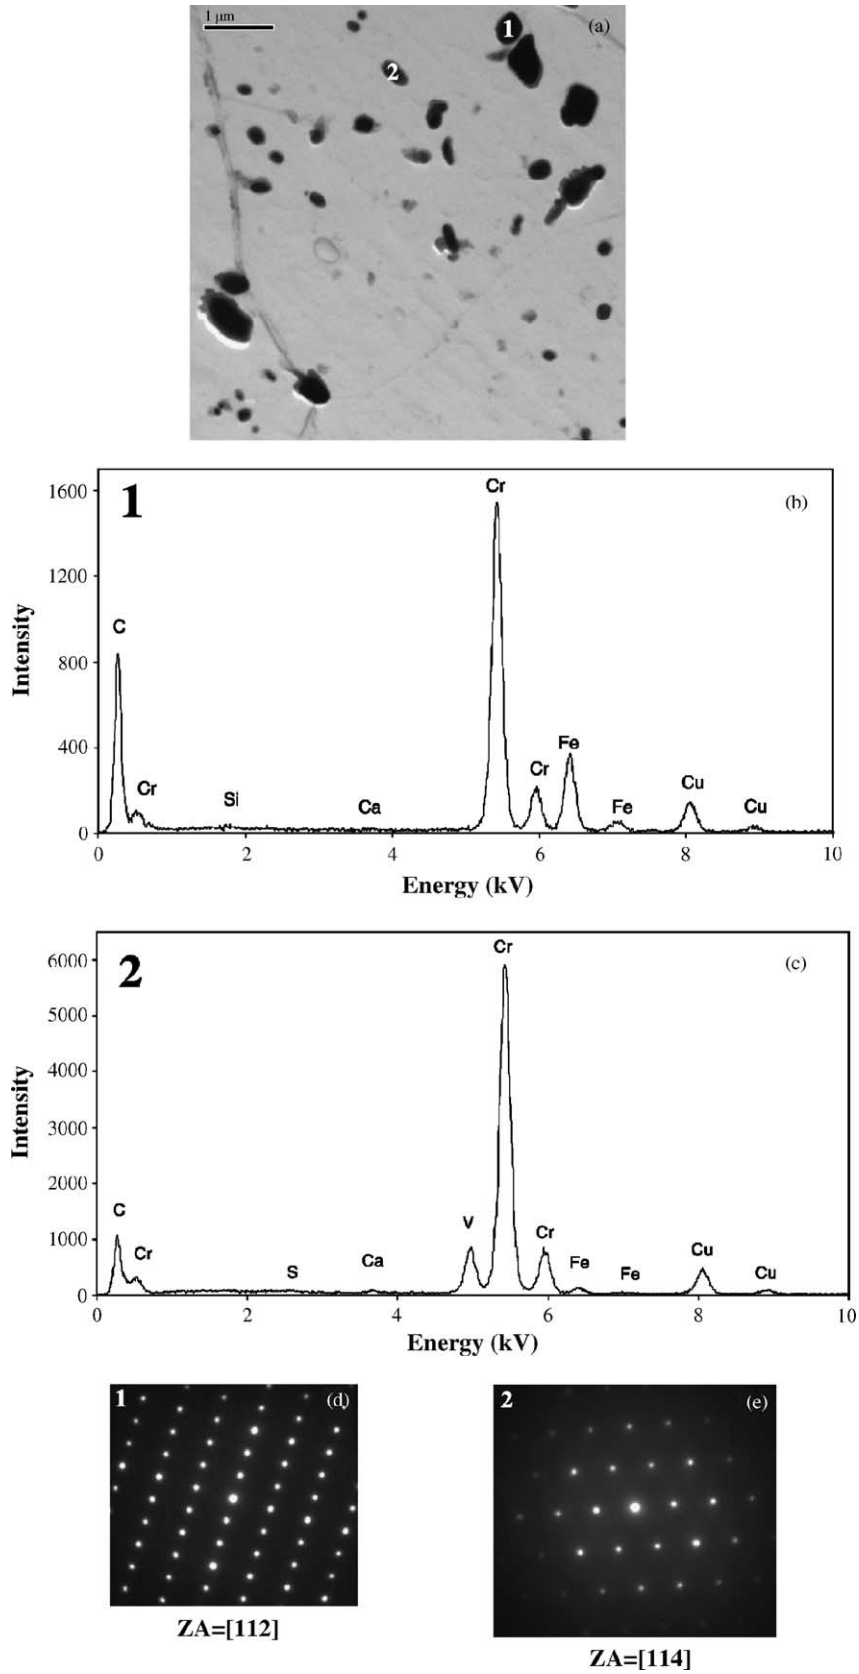 1 μm
(a)
1
2
1
(b)
Intensity
1600
1200
800
400
0
C
Cr
Si
Ca
Cr
Cr
Fe
Fe
Cu
Cu
0 2 4 6 8 10
Energy (kV)
2
(c)
Intensity
6000
5000
4000
3000
2000
1000
0
C
Cr
S
Ca
V
Cr
Cr
Fe
Fe
Cu
Cu
0 2 4 6 8 10
Energy (kV)
1 (d)
ZA=[112]
2 (e)
ZA=[114]